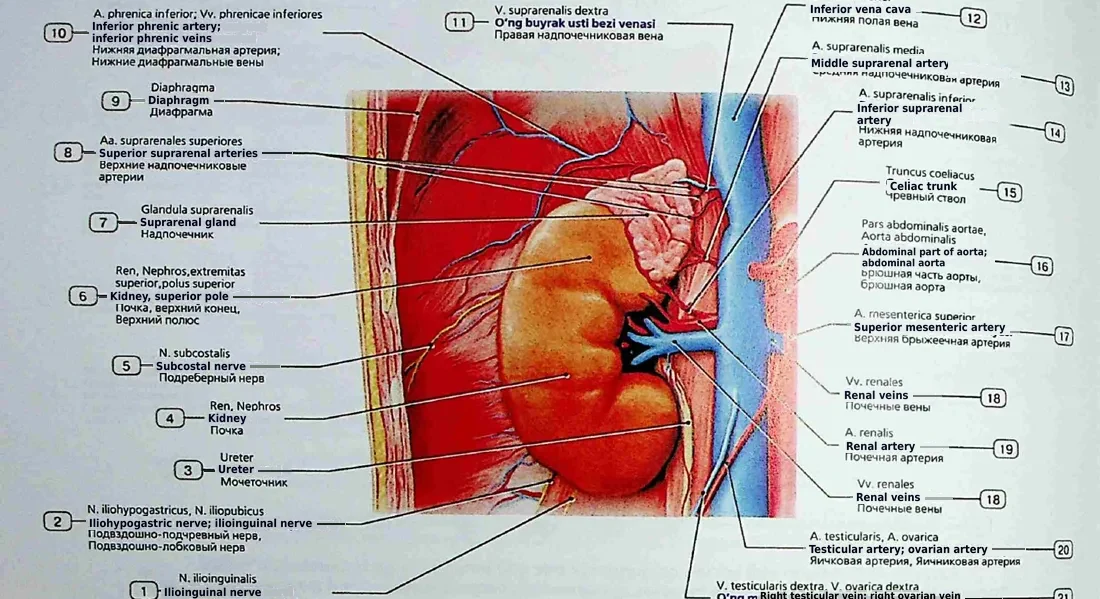 A. phrenica inferior; Vv. phrenicae inferiores
10
Inferior phrenic artery;
inferior phrenic veins
Нижняя диафрагмальная артерия;
Нижние диафрагмальные вены
Diaphragma
9
Diaphragm
Диафрагма
Aa. suprarenales superiores
8
Superior suprarenal arteries
Верхние надпочечниковые
артерии
Glandula suprarenalis
7
Suprarenal gland
Надпочечник
Ren, Nephros,extremitas
superior,polus superior
6
Kidney, superior pole
Почка, верхний конец,
Верхний полюс
N. subcostalis
5
Subcostal nerve
Подреберный нерв
Ren, Nephros
4
Kidney
Почка
Ureter
3
Ureter
Мочеточник
N. iliohypogastricus, N. iliopubicus
2
Iliohypogastric nerve; ilioinguinal nerve
Подвздошно-подчревный нерв,
Подвздошно-лобковый нерв
N. ilioinguinalis
1
Ilioinguinal nerve
V. suprarenalis dextra
11
O'ng buyrak usti bezi venasi
Правая надпочечниковая вена
Inferior vena cava
12
Нижняя полая вена
A. suprarenalis media
Middle suprarenal artery
Средняя надпочечниковая артерия
13
A. suprarenalis inferior
Inferior suprarenal
artery
14
Нижняя надпочечниковая
артерия
Truncus coeliacus
Celiac trunk
15
Чревный ствол
Pars abdominalis aortae,
Aorta abdominalis
Abdominal part of aorta;
abdominal aorta
16
Брюшная часть аорты,
брюшная аорта
A. mesenterica superior
Superior mesenteric artery
17
Верхняя брыжеечная артерия
Vv. renales
Renal veins
18
Почечные вены
A. renalis
Renal artery
19
Почечная артерия
Vv. renales
Renal veins
18
Почечные вены
A. testicularis, A. ovarica
Testicular artery; ovarian artery
20
Яичковая артерия, Яичниковая артерия
V. testicularis dextra, V. ovarica dextra
O'ng m Right testicular vein; right ovarian vein
21